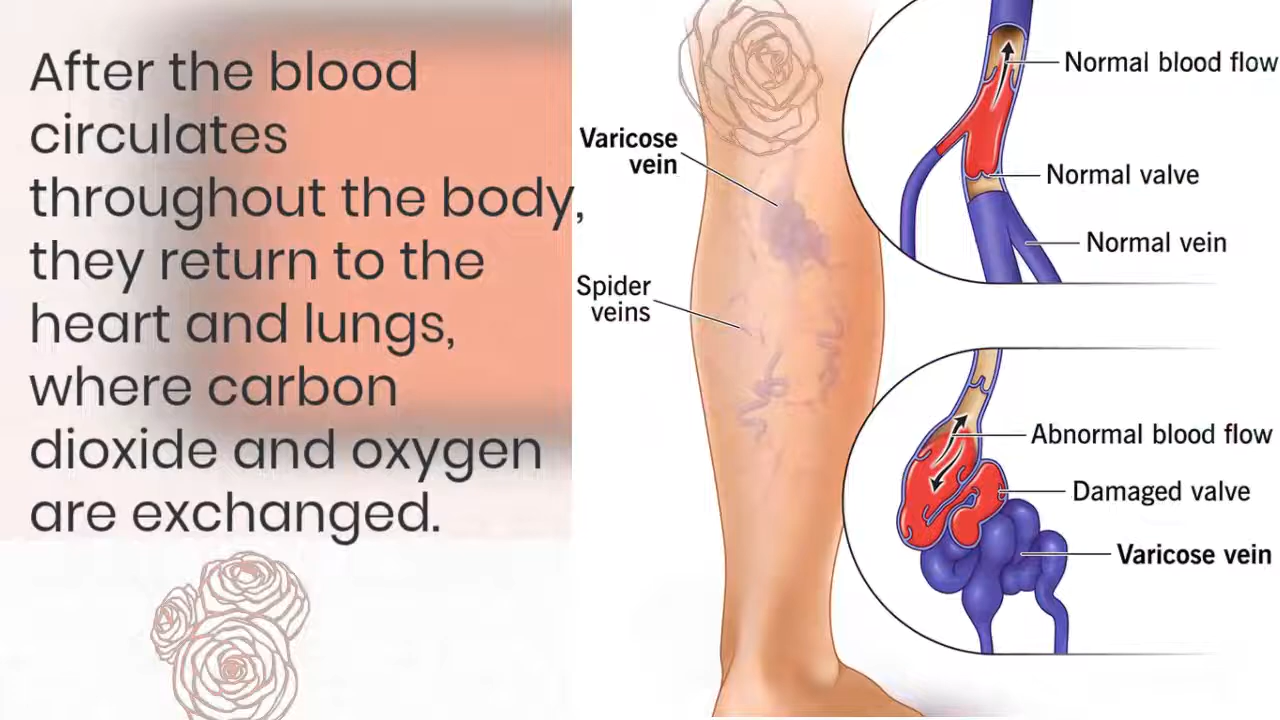 After the blood
circulates
throughout the body,
they return to the
heart and lungs,
where carbon
dioxide and oxygen
are exchanged.
Varicose
vein
Spider
veins
Normal blood flow
Normal valve
Normal vein
Abnormal blood flow
Damaged valve
Varicose vein